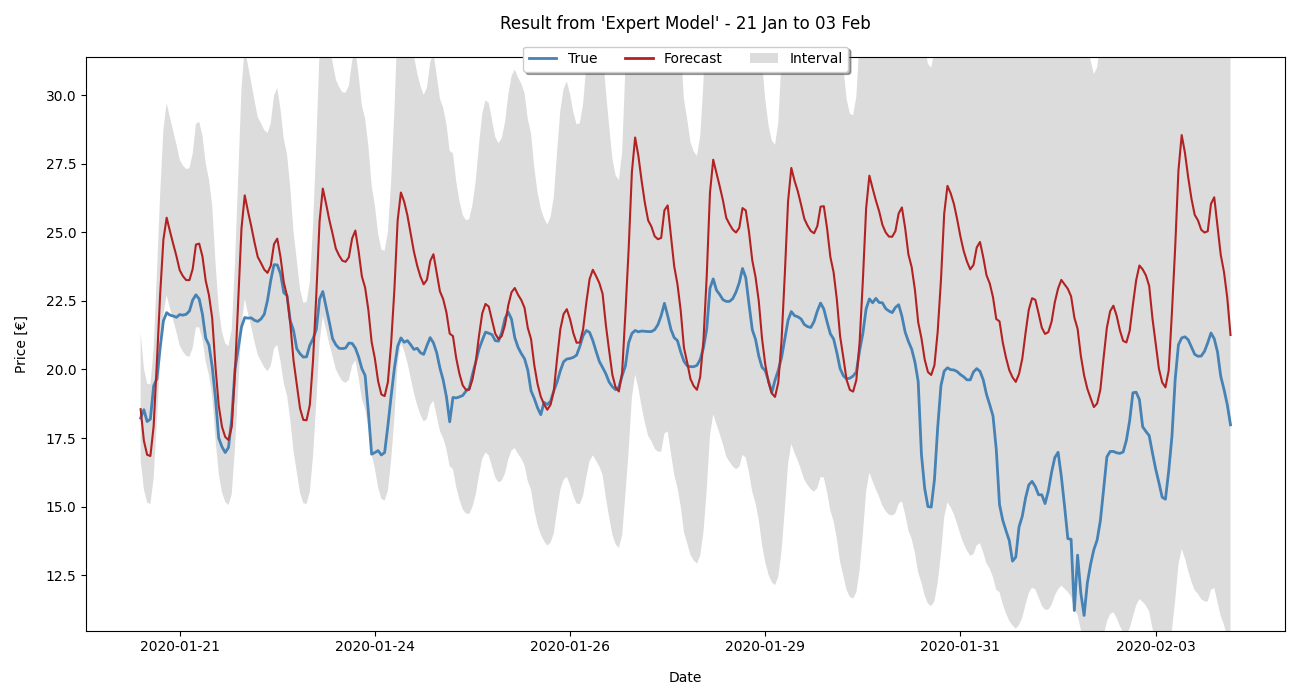 Result from 'Expert Model' - 21 Jan to 03 Feb
True Forecast Interval
30.0
27.5
25.0
22.5
20.0
17.5
15.0
12.5
Price [€]
2020-01-21 2020-01-24 2020-01-26 2020-01-29 2020-01-31 2020-02-03
Date